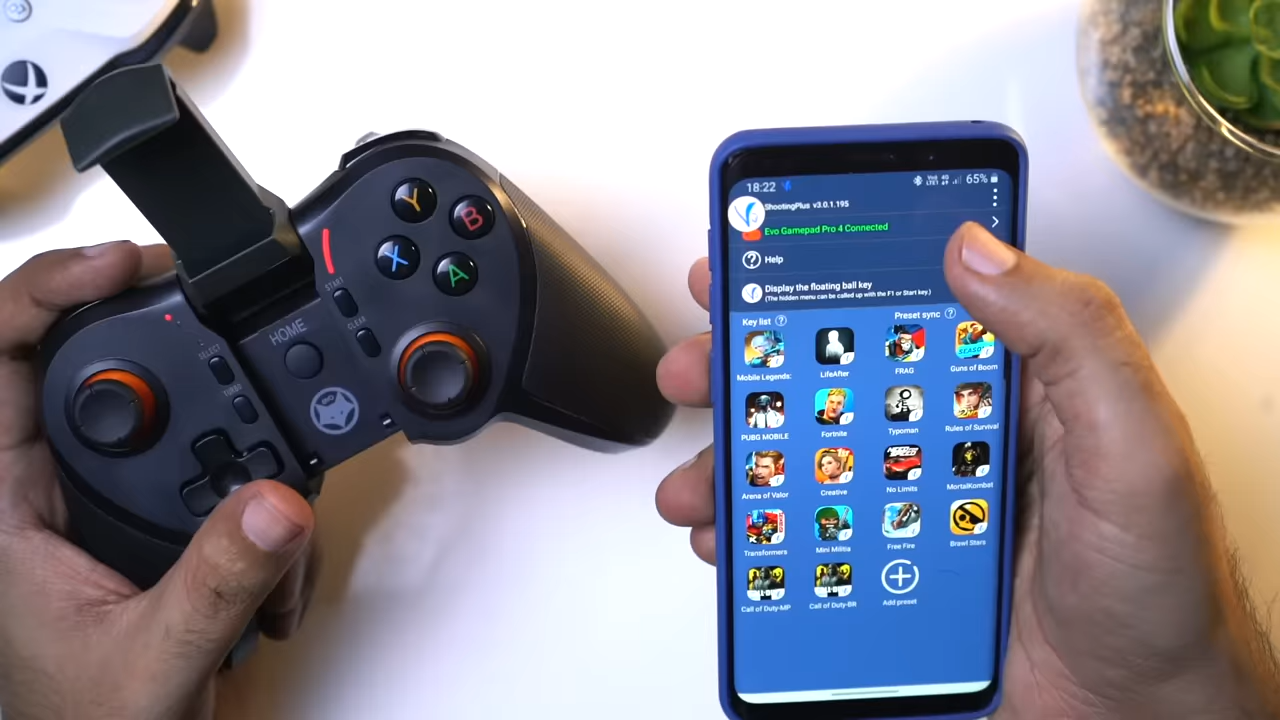 Y
B
X
A
START
CLEAR
HOME
SELECT
TURBO
18:22
65%
ShootingPlus v3.0.1.195
Evo Gamepad Pro 4 Connected
Help
Display the floating ball key
(The hidden menu can be called up with the F1 or Start key.)
Key list
Preset sync
Mobile Legends:
LifeAfter
FRAG
Guns of Boom
PUBG MOBILE
Fortnite
Typoman
Rules of Survival
Arena of Valor
Creative
No Limits
MortalKombat
Transformers
Mini Militia
Free Fire
Brawl Stars
Call of Duty-MP
Call of Duty-BR
Add preset